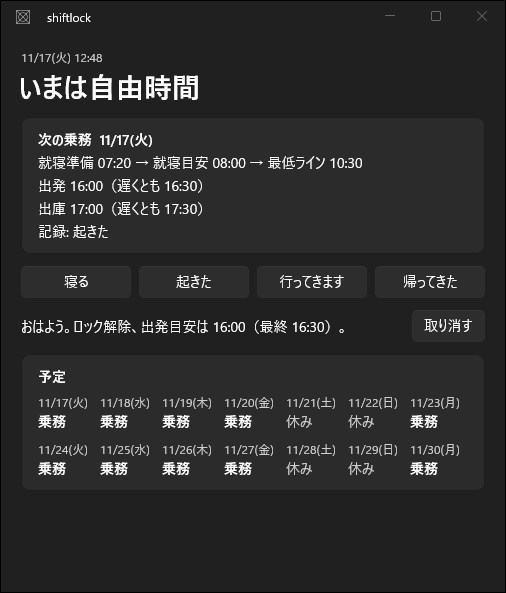 shiftlock
11/17(火) 12:48
いまは自由時間
次の乗務 11/17(火)
就寝準備 07:20 → 就寝目安 08:00 → 最低ライン 10:30
出発 16:00（遅くとも 16:30）
出庫 17:00（遅くとも 17:30）
記録: 起きた
寝る 起きた 行ってきます 帰ってきた
おはよう。ロック解除、出発目安は 16:00（最終 16:30）。 取り消す
予定
11/17(火) 11/18(水) 11/19(木) 11/20(金) 11/21(土) 11/22(日) 11/23(月)
乗務 乗務 乗務 乗務 休み 休み 乗務
11/24(火) 11/25(水) 11/26(木) 11/27(金) 11/28(土) 11/29(日) 11/30(月)
乗務 乗務 乗務 乗務 休み 休み 乗務